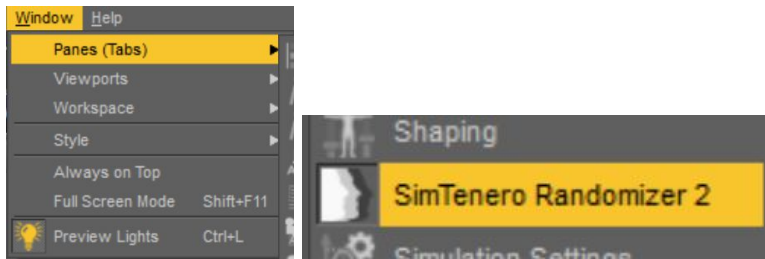 Window Help
Panes (Tabs)
Viewports
Workspace
Style
Always on Top
Full Screen Mode Shift+F11
Preview Lights Ctrl+L
Shaping
SimTenero Randomizer 2
Simulation Settings